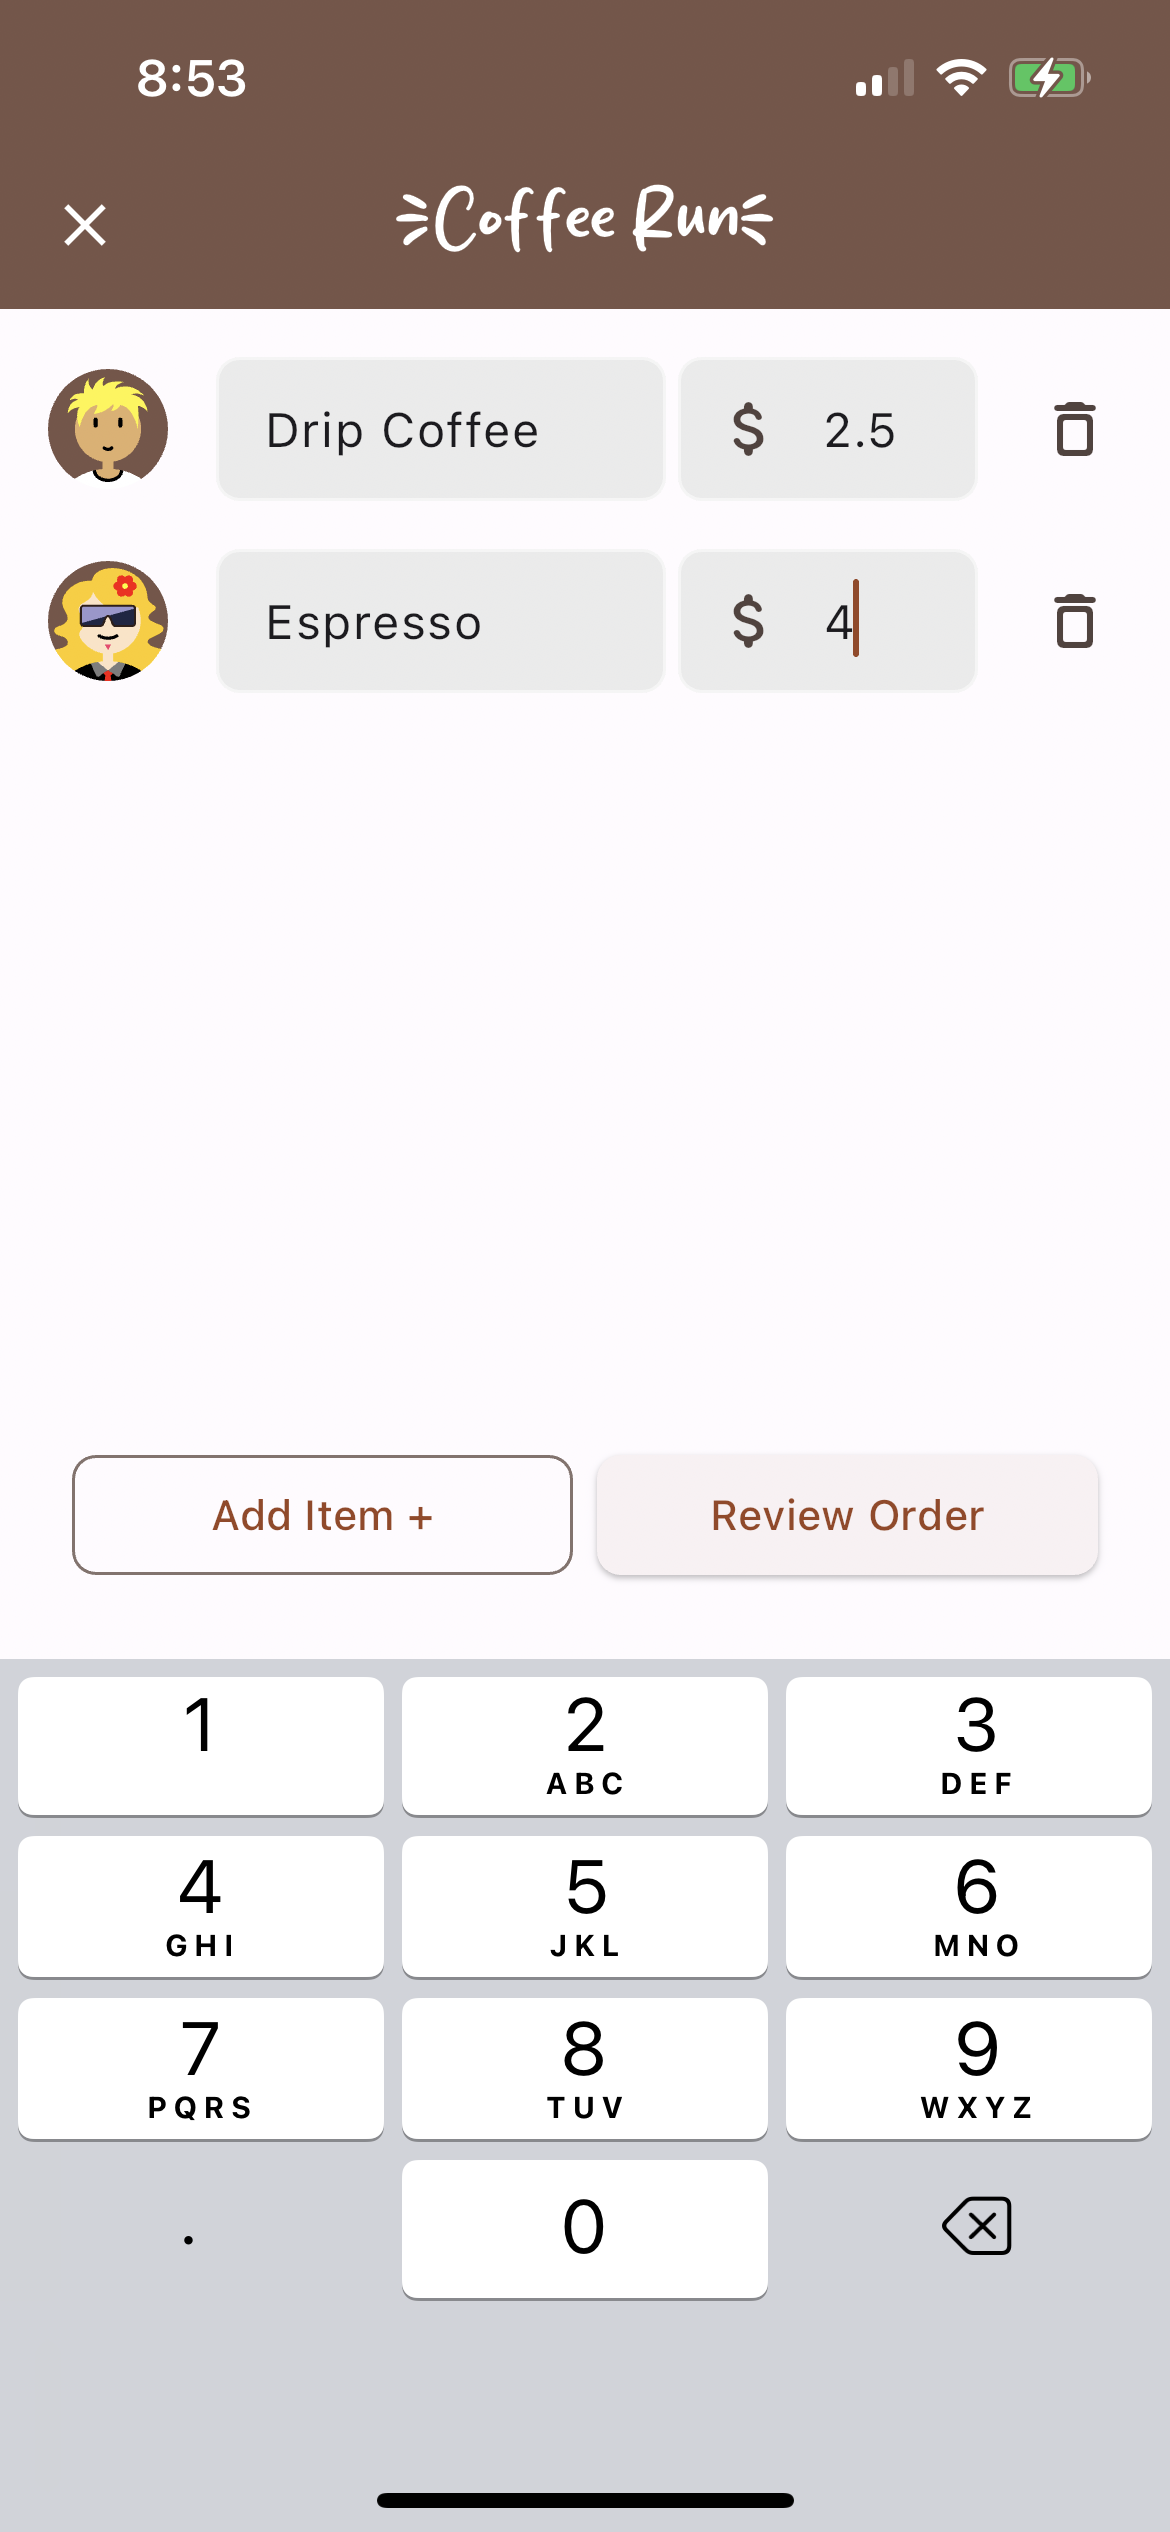 8:53
Coffee Run
Drip Coffee $ 2.5
Espresso $ 4
Add Item + Review Order
1 2 3
ABC DEF
4 5 6
GHI JKL MNO
7 8 9
PQRS TUV WXYZ
. 0